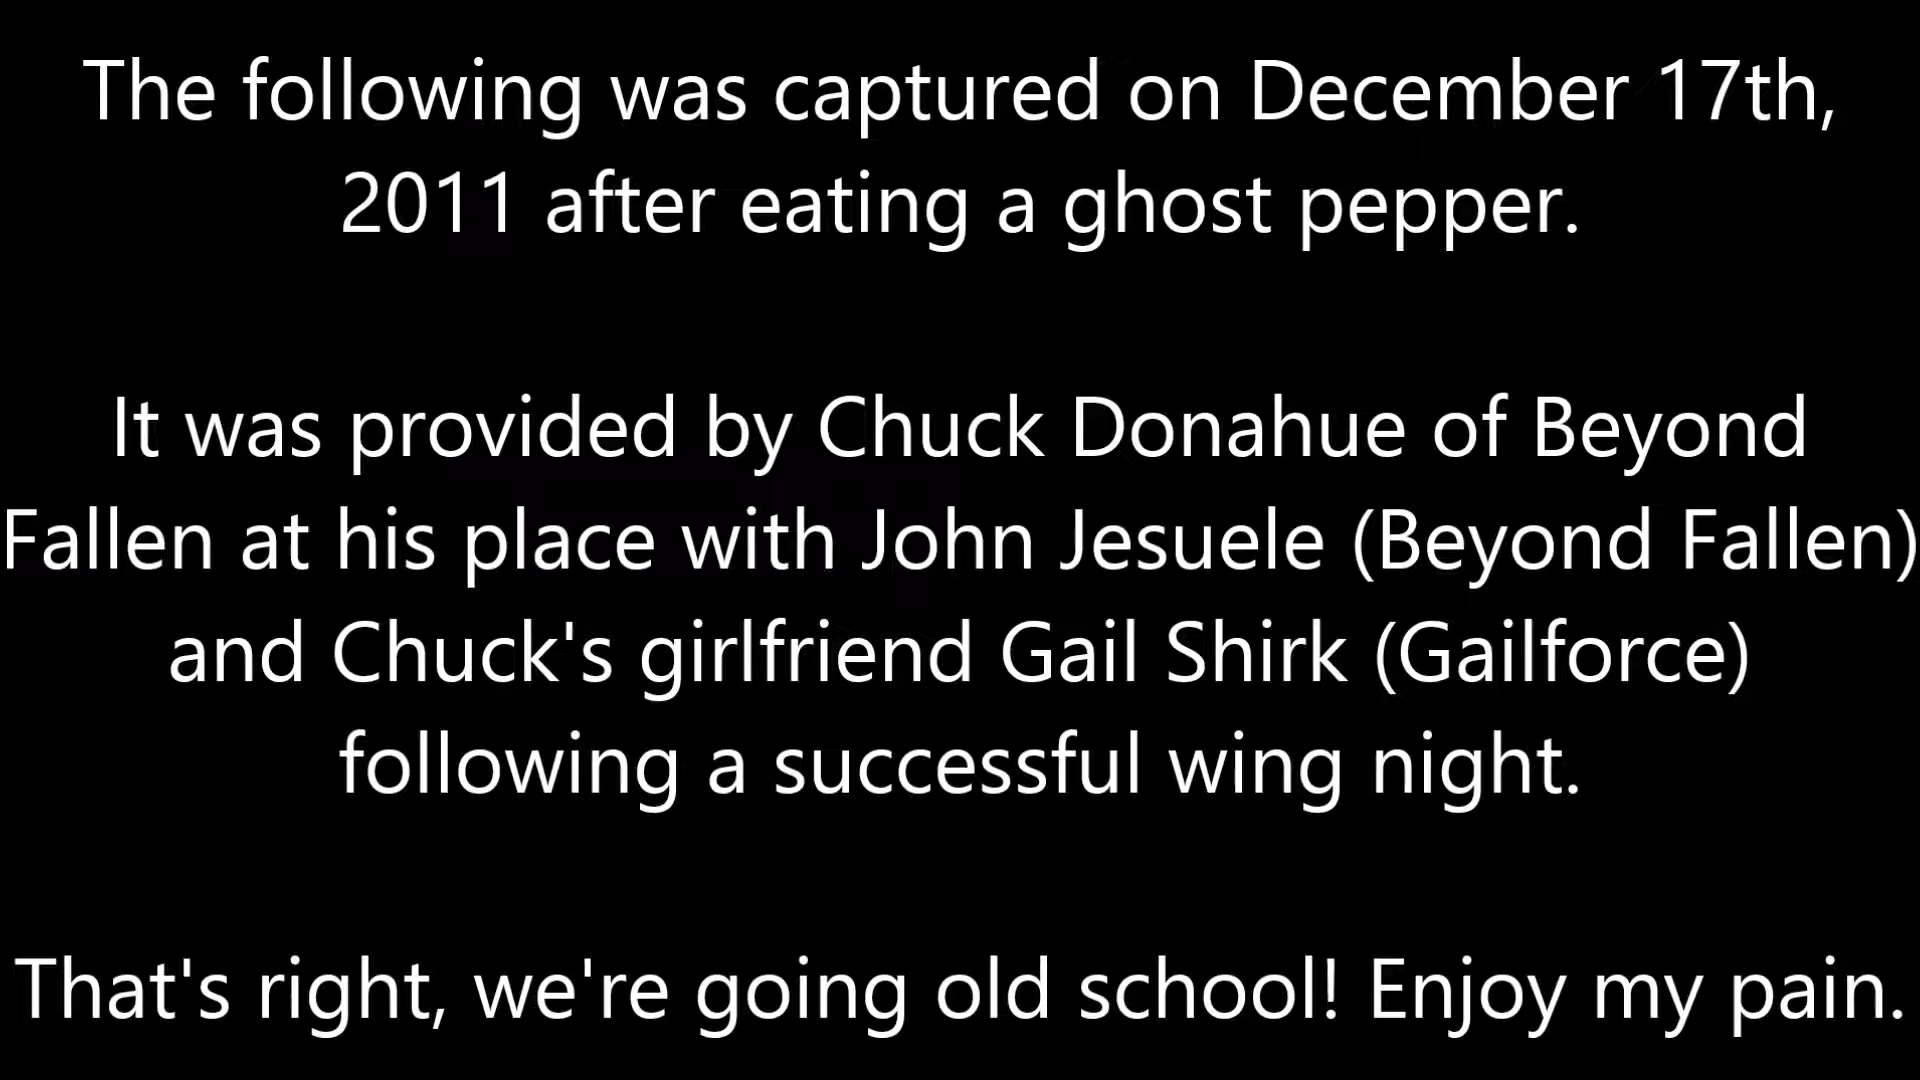 The following was captured on December 17th,
2011 after eating a ghost pepper.
It was provided by Chuck Donahue of Beyond
Fallen at his place with John Jesuele (Beyond Fallen)
and Chuck's girlfriend Gail Shirk (Gailforce)
following a successful wing night.
That's right, we're going old school! Enjoy my pain.